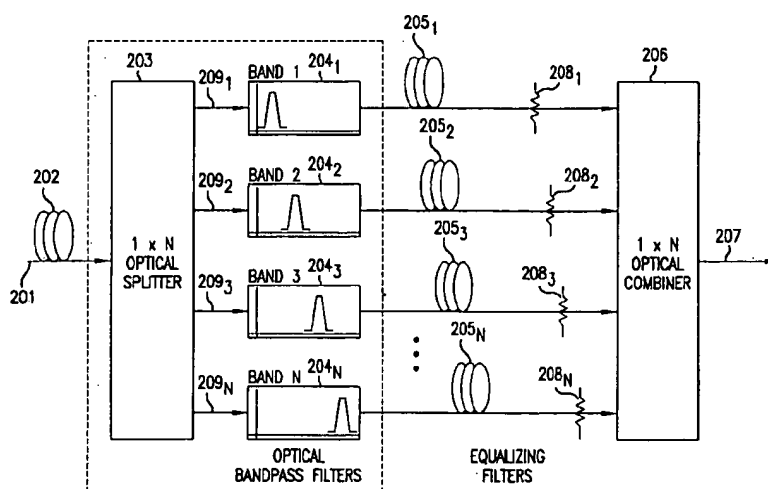 203
209₁
BAND 1
204₁
205₁
208₁
206
202
209₂
BAND 2
204₂
205₂
208₂
1 x N
OPTICAL
SPLITTER
201
209₃
BAND 3
204₃
205₃
208₃
1 x N
OPTICAL
COMBINER
207
209N
BAND N
204N
205N
208N
OPTICAL
BANDPASS FILTERS
EQUALIZING
FILTERS